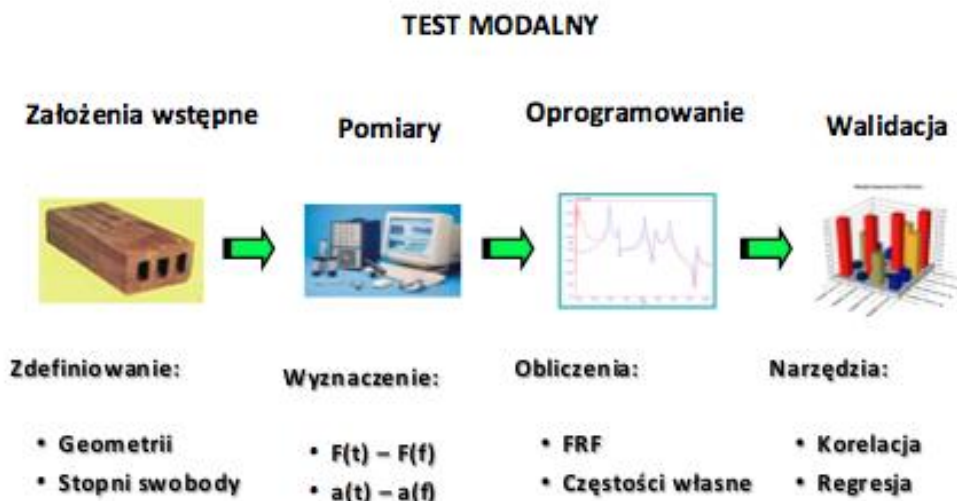 TEST MODALNY
Założenia wstępne
Pomiary
Oprogramowanie
Walidacja
Zdefiniowanie:
• Geometrii
• Stopni swobody
Wyznaczenie:
• F(t) – F(f)
• a(t) – a(f)
Obliczenia:
• FRF
• Częstości własne
Narzędzia:
• Korelacja
• Regresja